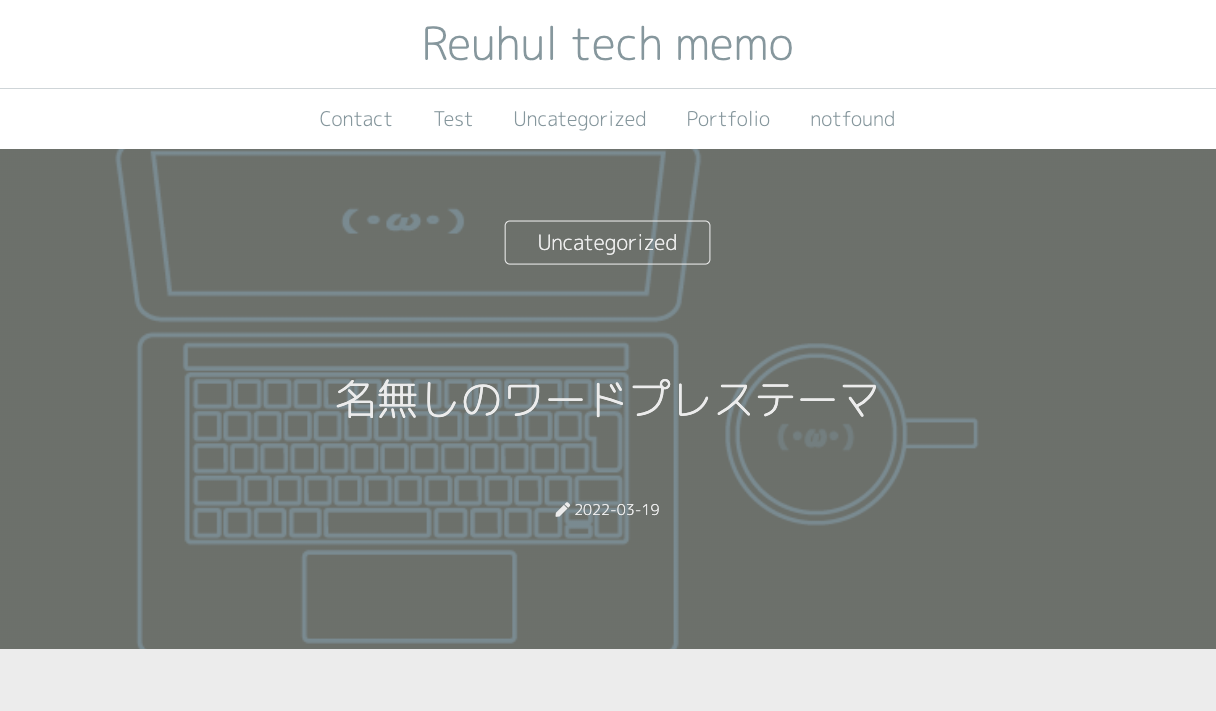 Reuhul tech memo
Contact Test Uncategorized Portfolio notfound
(・ω・)
Uncategorized
名無しのワードプレステーマ
(・ω・)
2022-03-19